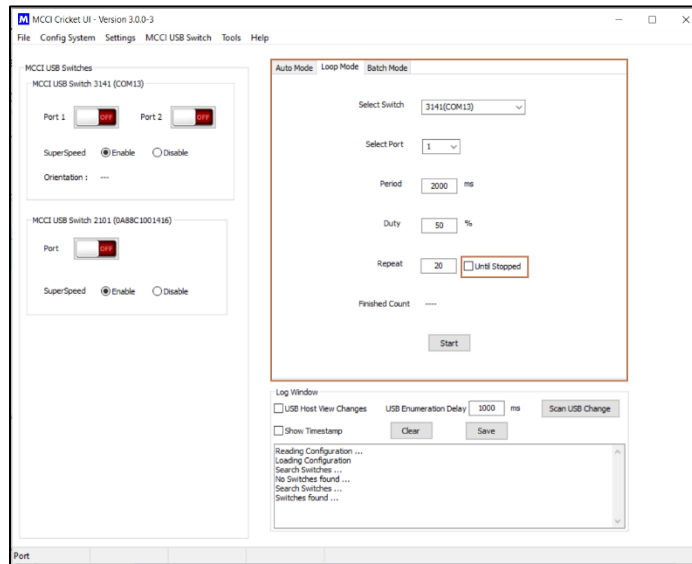 MCCI Cricket UI - Version 3.0.0-3
File Config System Settings MCCI USB Switch Tools Help
MCCI USB Switches
MCCI USB Switch 3141 (COM13)
Port 1 OFF Port 2 OFF
SuperSpeed Enable Disable
Orientation : ---
MCCI USB Switch 2101 (0A88C1001416)
Port OFF
SuperSpeed Enable Disable
Auto Mode Loop Mode Batch Mode
Select Switch 3141(COM13)
Select Port 1
Period 2000 ms
Duty 50 %
Repeat 20 Until Stopped
Finished Count ----
Start
Log Window
USB Host View Changes USB Enumeration Delay 1000 ms Scan USB Change
Show Timestamp Clear Save
Reading Configuration ...
Loading Configuration
Search Switches ...
No Switches found ...
Search Switches ...
Switches found ...
Port